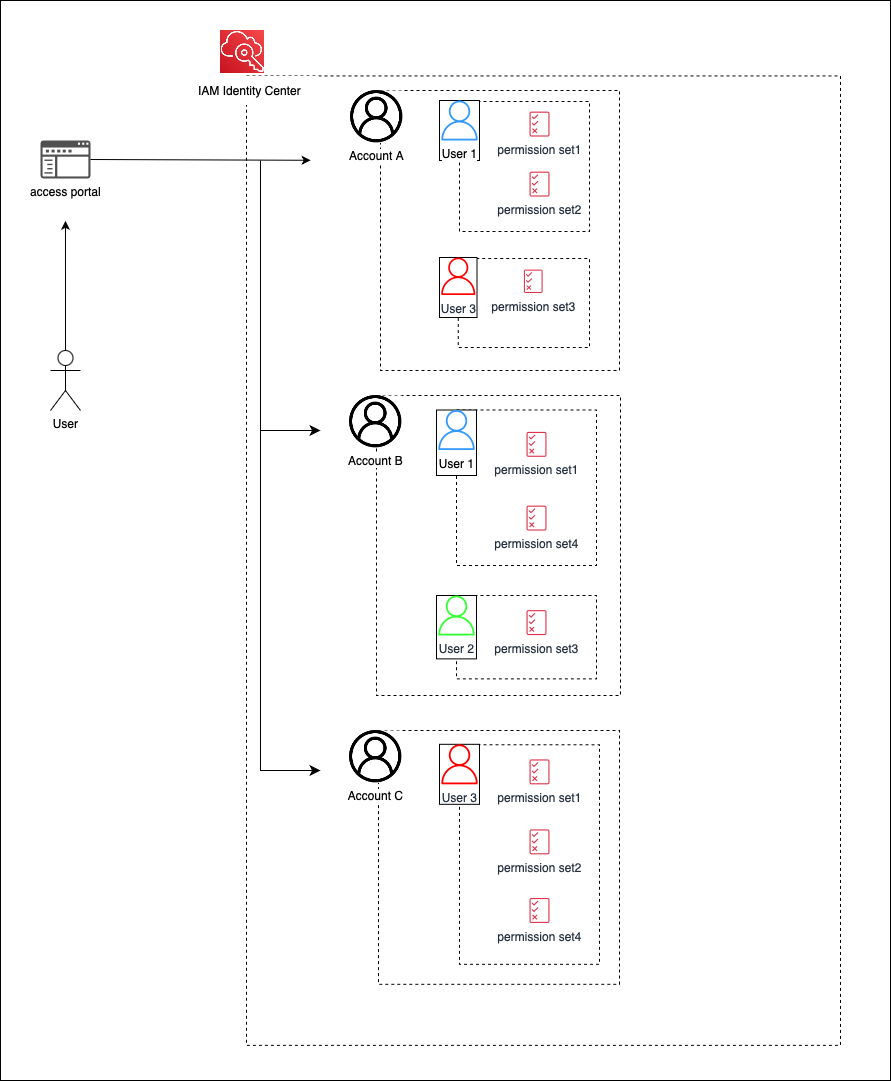 IAM Identity Center
access portal
User
Account A
User 1
permission set1
permission set2
User 3
permission set3
Account B
User 1
permission set1
permission set4
User 2
permission set3
Account C
User 3
permission set1
permission set2
permission set4